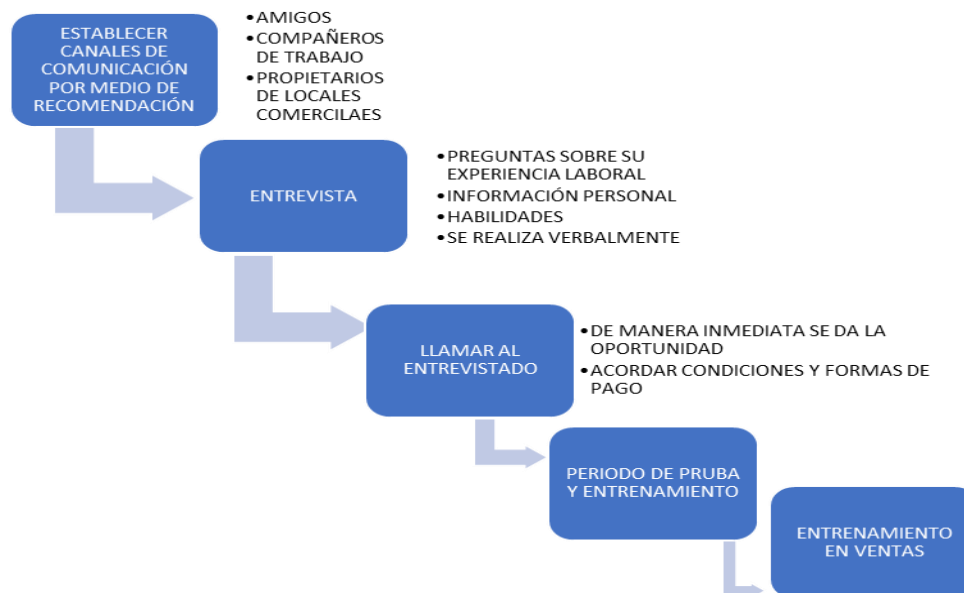 ESTABLECER
CANALES DE
COMUNICACIÓN
POR MEDIO DE
RECOMENDACIÓN
•AMIGOS
•COMPAÑEROS
DE TRABAJO
•PROPIETARIOS
DE LOCALES
COMERCILAES
ENTREVISTA
•PREGUNTAS SOBRE SU
EXPERIENCIA LABORAL
•INFORMACIÓN PERSONAL
•HABILIDADES
•SE REALIZA VERBALMENTE
LLAMAR AL
ENTREVISTADO
•DE MANERA INMEDIATA SE DA LA
OPORTUNIDAD
•ACORDAR CONDICIONES Y FORMAS DE
PAGO
PERIODO DE PRUBA
Y ENTRENAMIENTO
ENTRENAMIENTO
EN VENTAS